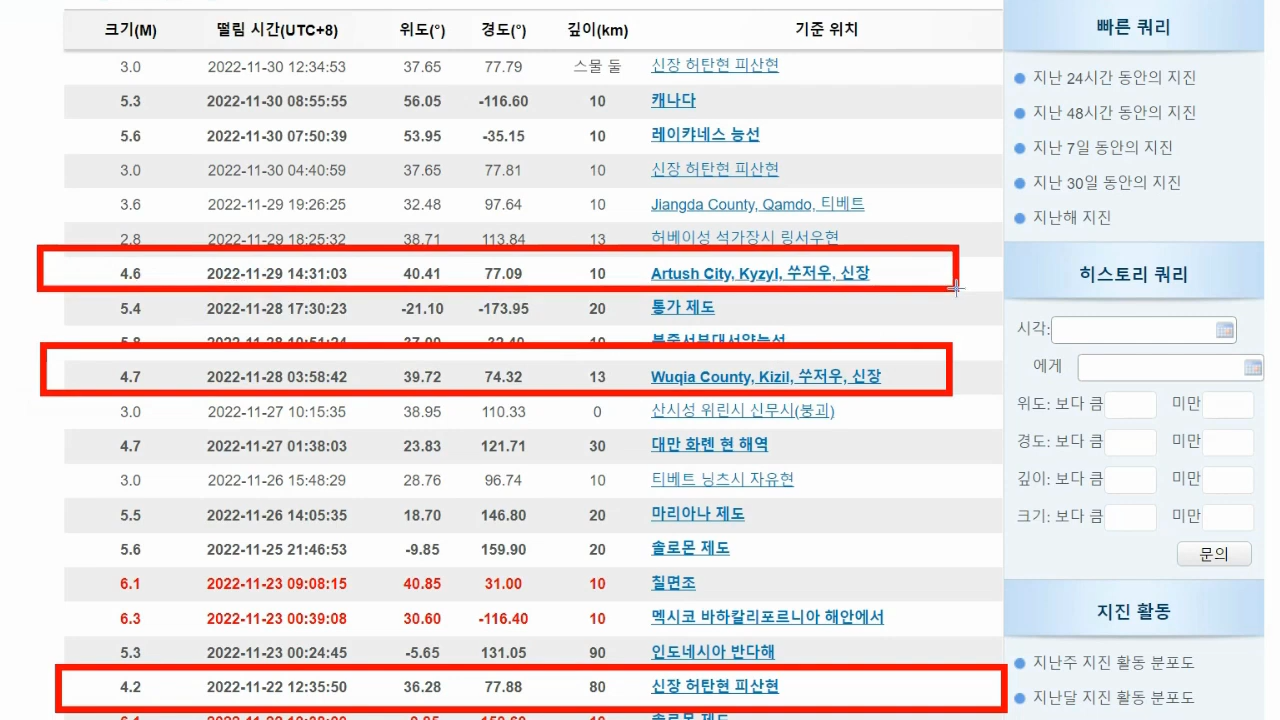 크기(M) 떨림 시간(UTC+8) 위도(°) 경도(°) 깊이(km) 기준 위치
3.0 2022-11-30 12:34:53 37.65 77.79 스물 둘 신장 허탄현 피산현
5.3 2022-11-30 08:55:55 56.05 -116.60 10 캐나다
5.6 2022-11-30 07:50:39 53.95 -35.15 10 레이캬네스 능선
3.0 2022-11-30 04:40:59 37.65 77.81 10 신장 허탄현 피산현
3.6 2022-11-29 19:26:25 32.48 97.64 10 Jiangda County, Qamdo, 티베트
2.8 2022-11-29 18:25:32 38.71 113.84 13 허베이성 석가장시 링서우현
4.6 2022-11-29 14:31:03 40.41 77.09 10 Artush City, Kyzyl, 쑤저우, 신장
5.4 2022-11-28 17:30:23 -21.10 -173.95 20 통가 제도
4.7 2022-11-28 03:58:42 39.72 74.32 13 Wuqia County, Kizil, 쑤저우, 신장
3.0 2022-11-27 10:15:35 38.95 110.33 0 산시성 위린시 신무시(붕괴)
4.7 2022-11-27 01:38:03 23.83 121.71 30 대만 화롄 현 해역
3.0 2022-11-26 15:48:29 28.76 96.74 10 티베트 닝츠시 자유현
5.5 2022-11-26 14:05:35 18.70 146.80 20 마리아나 제도
5.6 2022-11-25 21:46:53 -9.85 159.90 20 솔로몬 제도
6.1 2022-11-23 09:08:15 40.85 31.00 10 칠면조
6.3 2022-11-23 00:39:08 30.60 -116.40 10 멕시코 바하칼리포르니아 해안에서
5.3 2022-11-23 00:24:45 -5.65 131.05 90 인도네시아 반다해
4.2 2022-11-22 12:35:50 36.28 77.88 80 신장 허탄현 피산현
빠른 쿼리
지난 24시간 동안의 지진
지난 48시간 동안의 지진
지난 7일 동안의 지진
지난 30일 동안의 지진
지난해 지진
히스토리 쿼리
시각:
에게
위도: 보다 큼 미만
경도: 보다 큼 미만
깊이: 보다 큼 미만
크기: 보다 큼 미만
문의
지진 활동
지난주 지진 활동 분포도
지난달 지진 활동 분포도